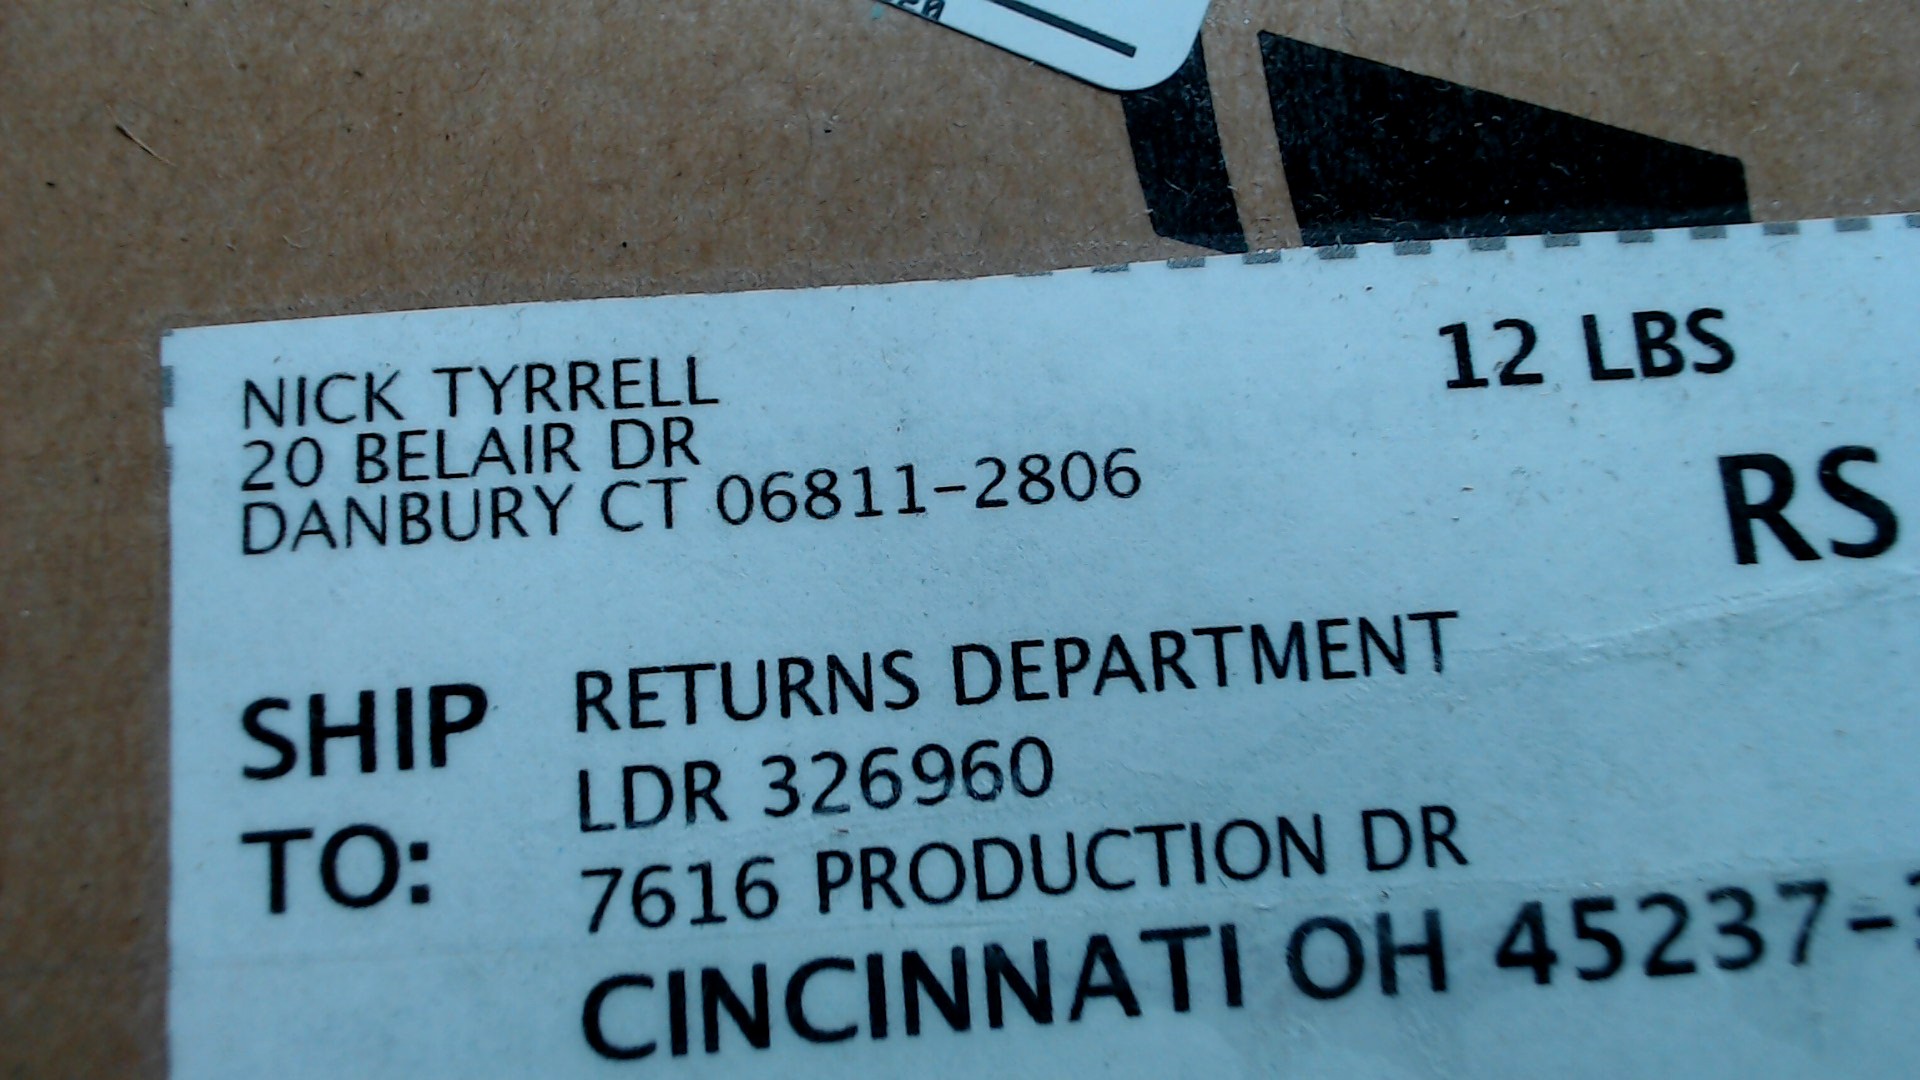 NICK TYRRELL
20 BELAIR DR
DANBURY CT 06811-2806
12 LBS
RS
SHIP TO:
RETURNS DEPARTMENT
LDR 326960
7616 PRODUCTION DR
CINCINNATI OH 45237-